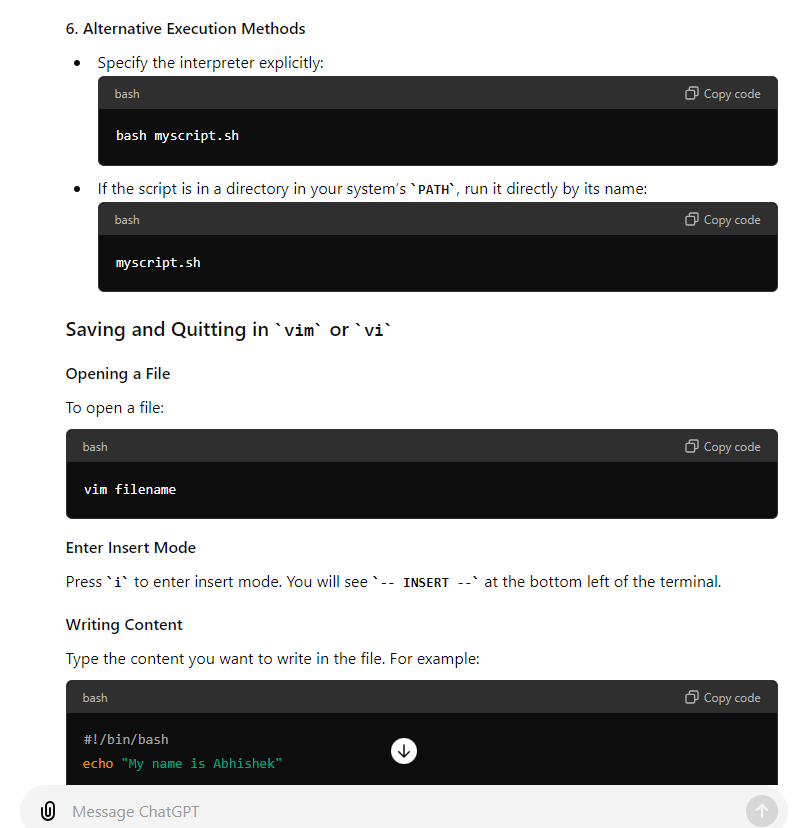 6. Alternative Execution Methods
• Specify the interpreter explicitly:
bash Copy code
bash myscript.sh
• If the script is in a directory in your system's `PATH`, run it directly by its name:
bash Copy code
myscript.sh
Saving and Quitting in `vim` or `vi`
Opening a File
To open a file:
bash Copy code
vim filename
Enter Insert Mode
Press `i` to enter insert mode. You will see `-- INSERT --` at the bottom left of the terminal.
Writing Content
Type the content you want to write in the file. For example:
bash Copy code
#!/bin/bash
echo "My name is Abhishek"
Message ChatGPT